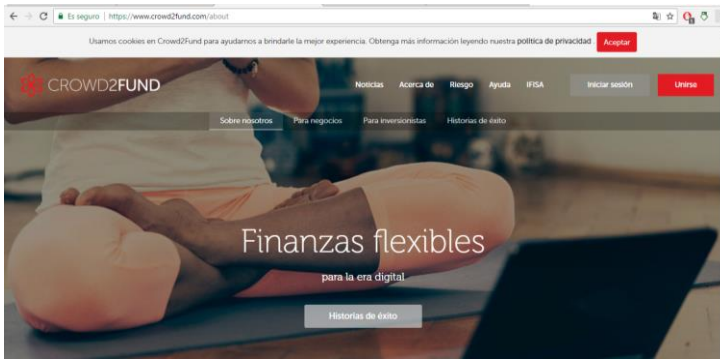 Es seguro | https://www.crowd2fund.com/about
Usamos cookies en Crowd2Fund para ayudarnos a brindarle la mejor experiencia. Obtenga más información leyendo nuestra política de privacidad Aceptar
CROWD2FUND Noticias Acerca de Riesgo Ayuda IFISA Iniciar sesión Unirse
Sobre nosotros Para negocios Para inversionistas Historias de éxito
Finanzas flexibles
para la era digital
Historias de éxito